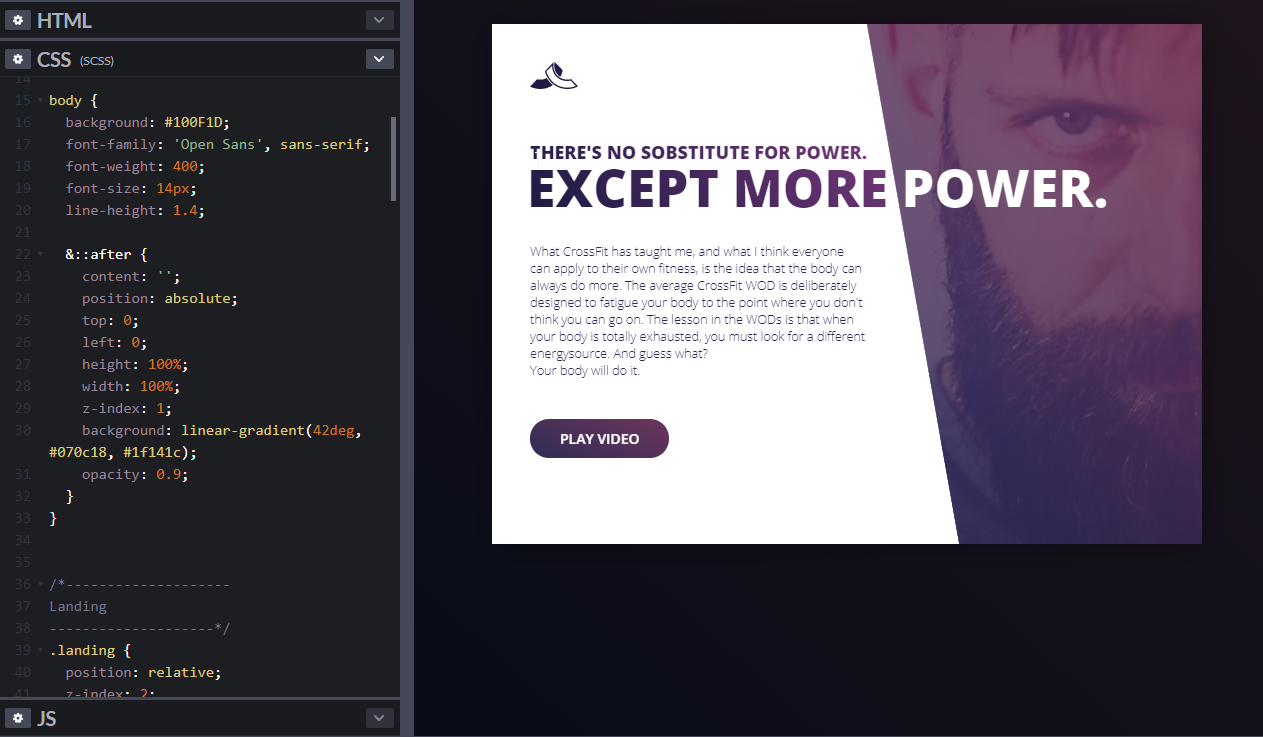 HTML
CSS (SCSS)
14
15 body {
16 background: #100F1D;
17 font-family: 'Open Sans', sans-serif;
18 font-weight: 400;
19 font-size: 14px;
20 line-height: 1.4;
21
22 &::after {
23 content: '';
24 position: absolute;
25 top: 0;
26 left: 0;
27 height: 100%;
28 width: 100%;
29 z-index: 1;
30 background: linear-gradient(42deg,
#070c18, #1f141c);
31 opacity: 0.9;
32 }
33 }
34
35
36 /*--------------------
37 Landing
38 --------------------*/
39 .landing {
40 position: relative;
41 z-index: 2;
JS
THERE'S NO SOBSTITUTE FOR POWER.
EXCEPT MORE POWER.
What CrossFit has taught me, and what I think everyone
can apply to their own fitness, is the idea that the body can
always do more. The average CrossFit WOD is deliberately
designed to fatigue your body to the point where you don't
think you can go on. The lesson in the WODs is that when
your body is totally exhausted, you must look for a different
energysource. And guess what?
Your body will do it.
PLAY VIDEO